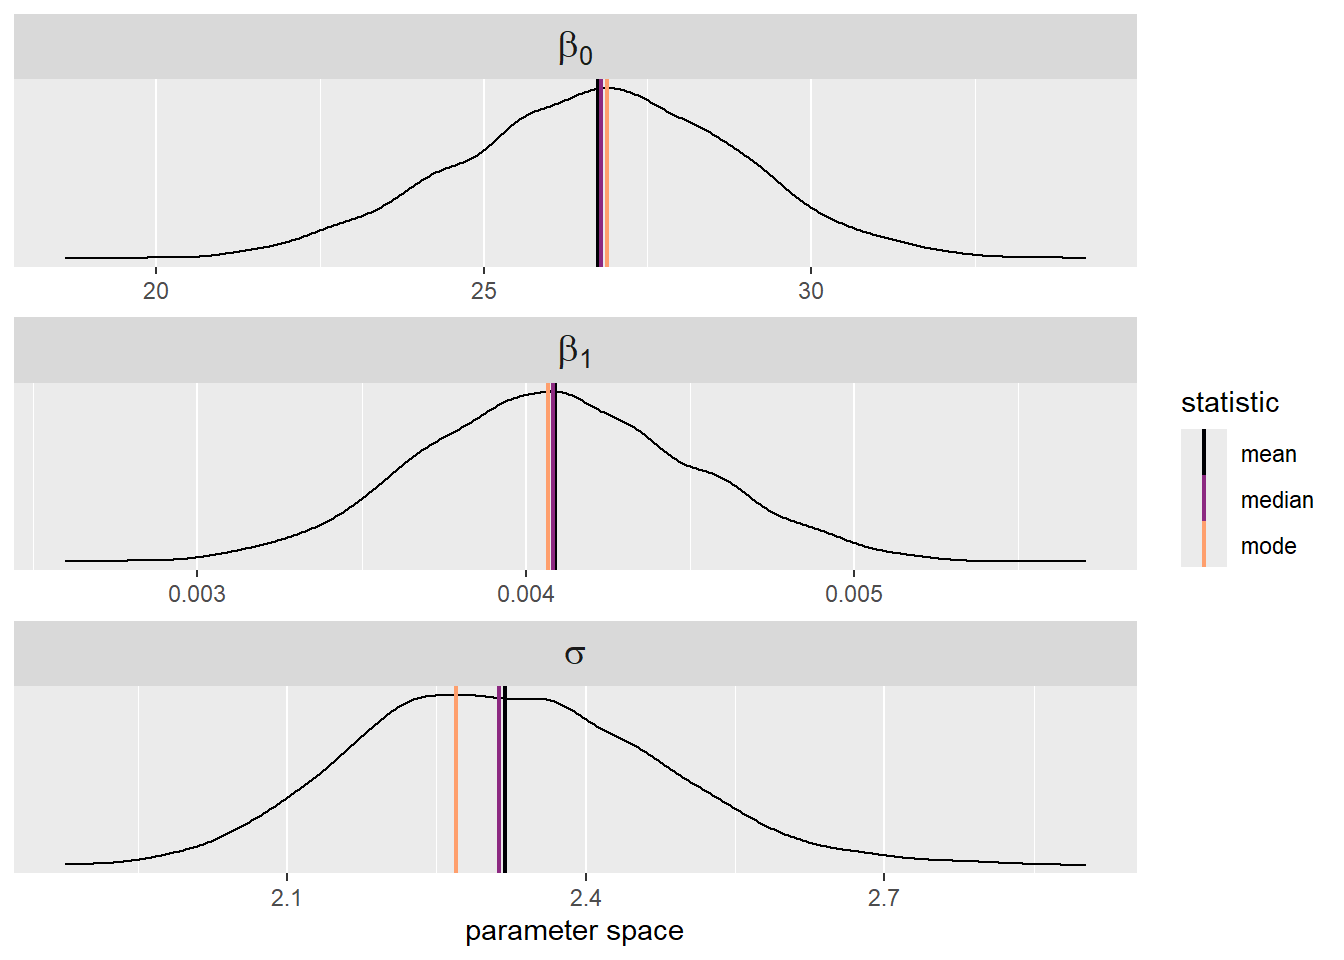 β0
20 25 30
β1
0.003 0.004 0.005
σ
2.1 2.4 2.7
parameter space
statistic
mean
median
mode